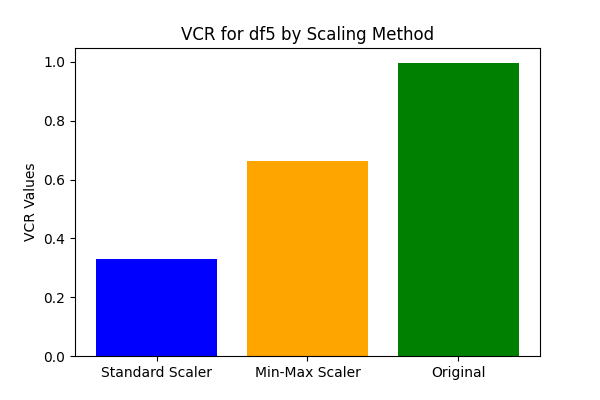 VCR for df5 by Scaling Method
VCR Values
1.0
0.8
0.6
0.4
0.2
0.0
Standard Scaler
Min-Max Scaler
Original